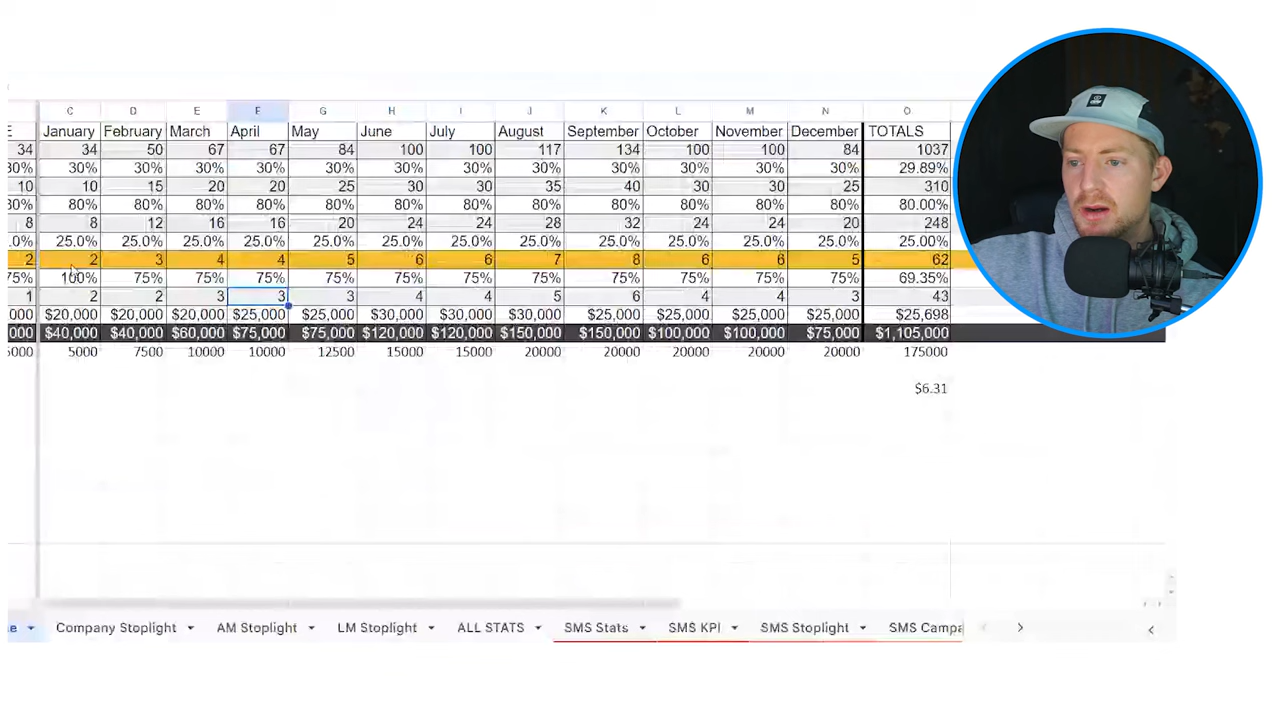 C D E F G H I J K L M N O
E January February March April May June July August September October November December TOTALS
34 34 50 67 67 84 100 100 117 134 100 100 84 1037
30% 30% 30% 30% 30% 30% 30% 30% 30% 30% 30% 30% 30% 29.89%
10 10 15 20 20 25 30 30 35 40 30 30 25 310
80% 80% 80% 80% 80% 80% 80% 80% 80% 80% 80% 80% 80% 80.00%
8 8 12 16 16 20 24 24 28 32 24 24 20 248
.0% 25.0% 25.0% 25.0% 25.0% 25.0% 25.0% 25.0% 25.0% 25.0% 25.0% 25.0% 25.0% 25.00%
2 2 3 4 4 5 6 6 7 8 6 6 5 62
75% 100% 75% 75% 75% 75% 75% 75% 75% 75% 75% 75% 75% 69.35%
1 2 2 3 3 3 4 4 5 6 4 4 3 43
000 $20,000 $20,000 $20,000 $25,000 $25,000 $30,000 $30,000 $30,000 $25,000 $25,000 $25,000 $25,000 $25,698
000 $40,000 $40,000 $60,000 $75,000 $75,000 $120,000 $120,000 $150,000 $150,000 $100,000 $100,000 $75,000 $1,105,000
5000 5000 7500 10000 10000 12500 15000 15000 20000 20000 20000 20000 20000 175000
$6.31
e Company Stoplight AM Stoplight LM Stoplight ALL STATS SMS Stats SMS KPI SMS Stoplight SMS Campa